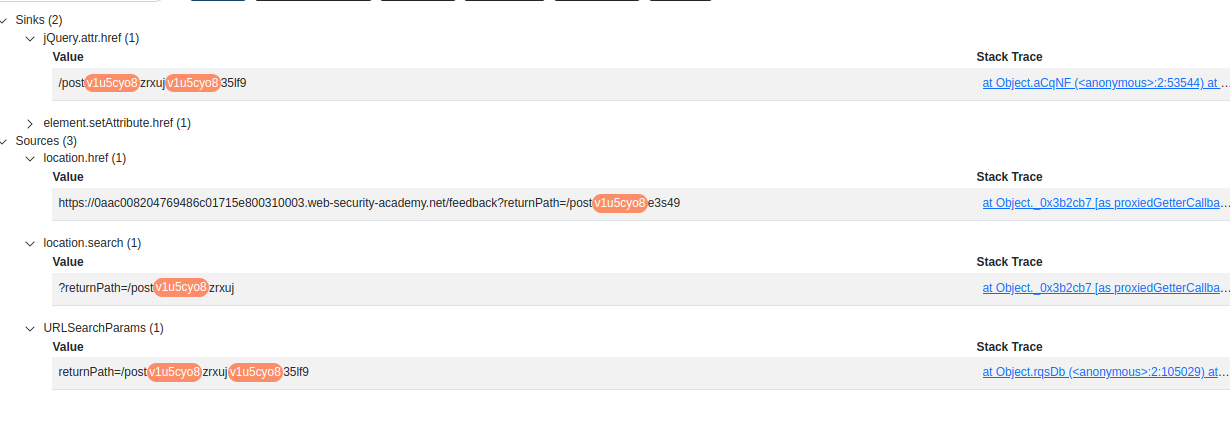 Sinks (2)
jQuery.attr.href (1)
Value Stack Trace
/postv1u5cyo8zrxujv1u5cyo835lf9 at Object.aCqNF (<anonymous>:2:53544) at ...
element.setAttribute.href (1)
Sources (3)
location.href (1)
Value Stack Trace
https://0aac008204769486c01715e800310003.web-security-academy.net/feedback?returnPath=/postv1u5cyo8e3s49 at Object._0x3b2cb7 [as proxiedGetterCallba...
location.search (1)
Value Stack Trace
?returnPath=/postv1u5cyo8zrxuj at Object._0x3b2cb7 [as proxiedGetterCallba...
URLSearchParams (1)
Value Stack Trace
returnPath=/postv1u5cyo8zrxujv1u5cyo835lf9 at Object.rqsDb (<anonymous>:2:105029) at...